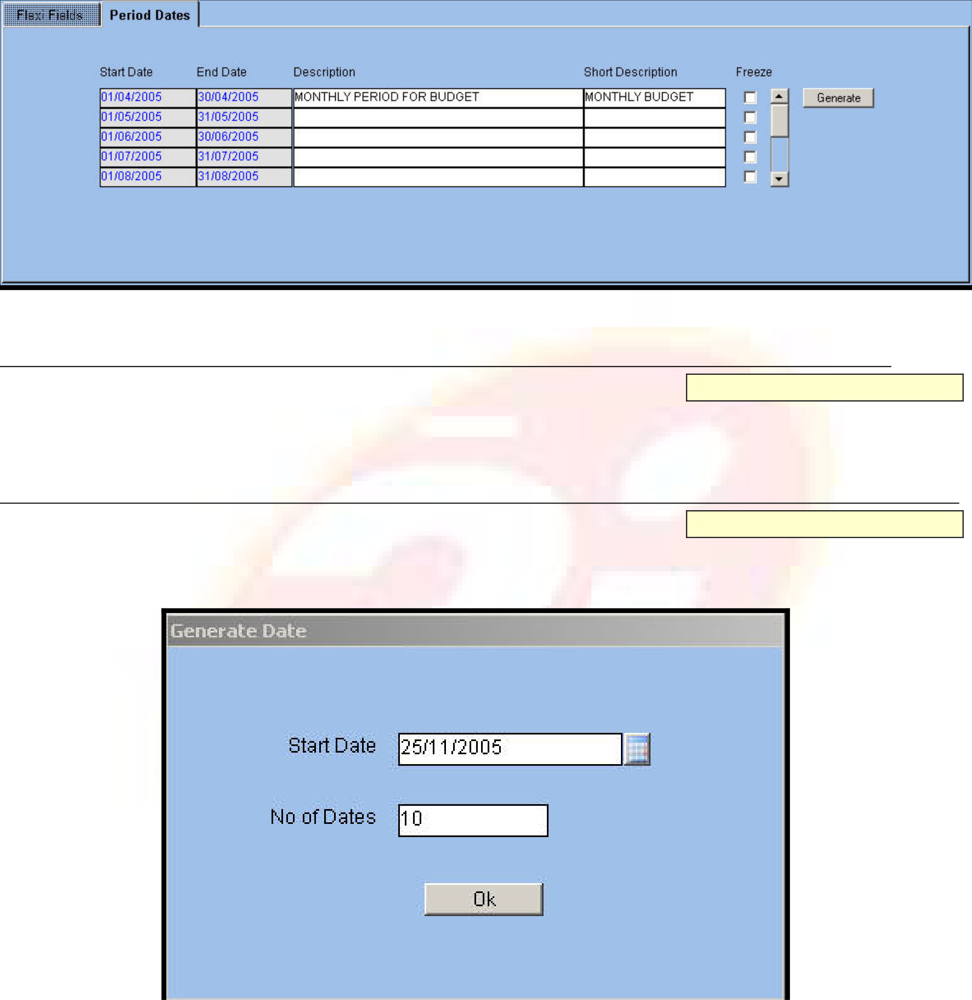 Flexi Fields Period Dates
Start Date End Date Description Short Description Freeze
01/04/2005 30/04/2005 MONTHLY PERIOD FOR BUDGET MONTHLY BUDGET Generate
01/05/2005 31/05/2005
01/06/2005 30/06/2005
01/07/2005 31/07/2005
01/08/2005 31/08/2005
Generate Date
Start Date 25/11/2005
No of Dates 10
Ok